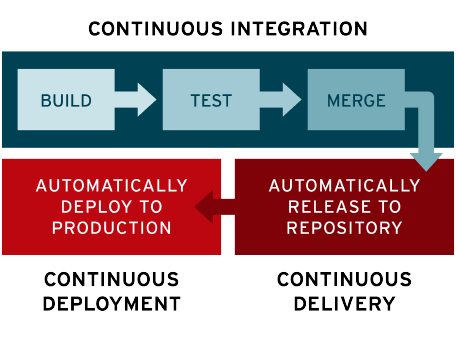 CONTINUOUS INTEGRATION
BUILD
TEST
MERGE
AUTOMATICALLY
DEPLOY TO
PRODUCTION
AUTOMATICALLY
RELEASE TO
REPOSITORY
CONTINUOUS
DEPLOYMENT
CONTINUOUS
DELIVERY